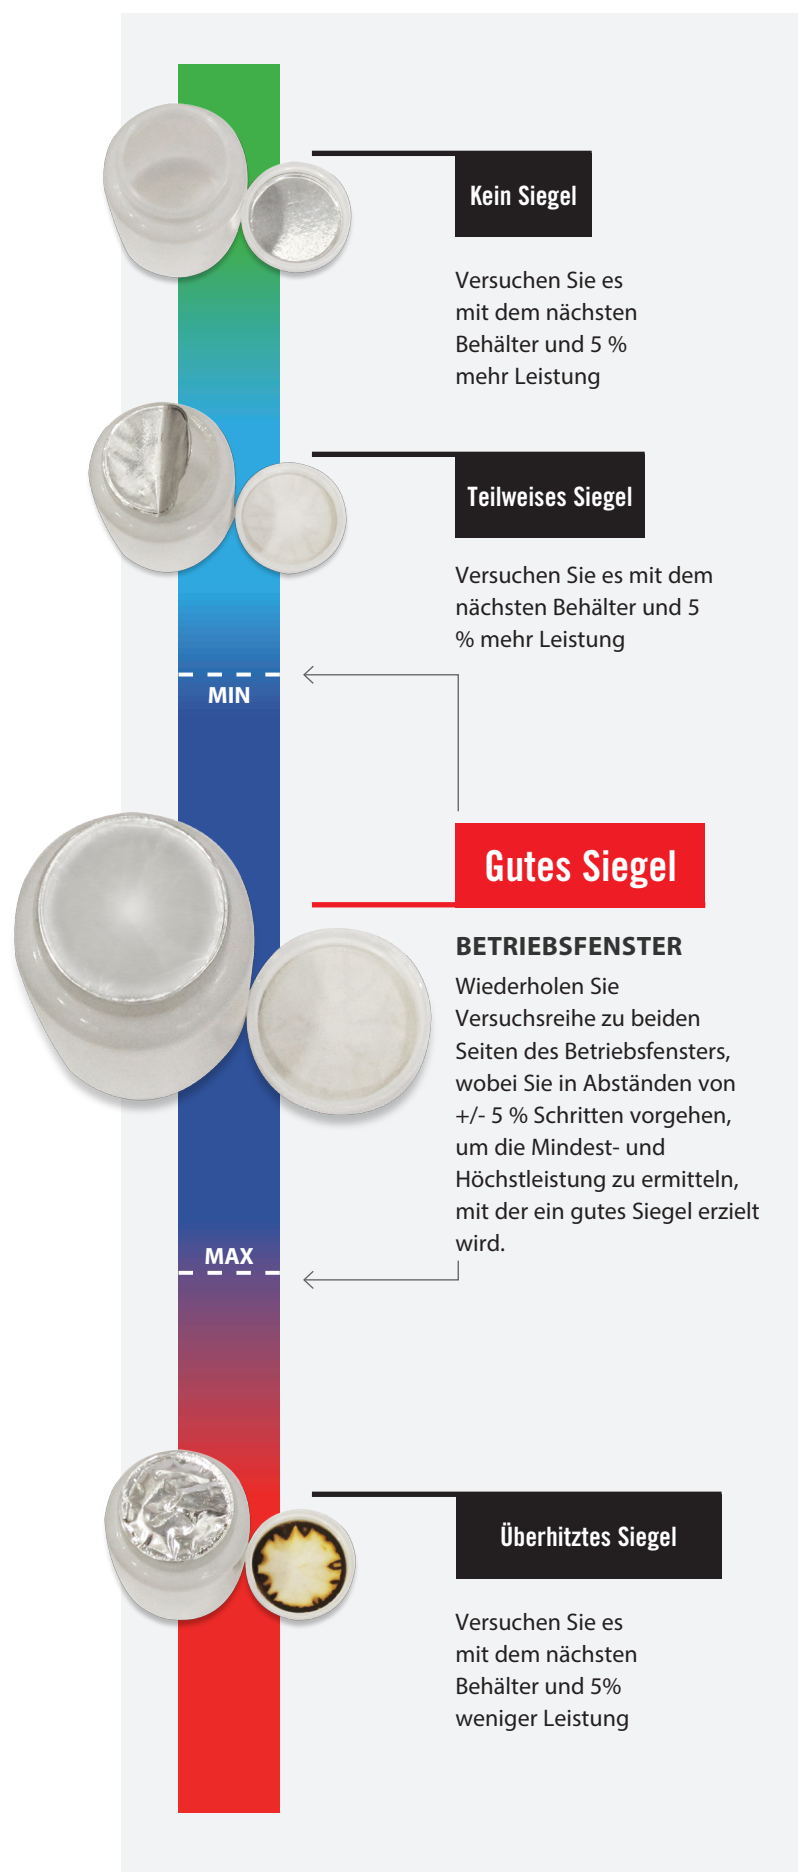 Kein Siegel
Versuchen Sie es
mit dem nächsten
Behälter und 5 %
mehr Leistung
Teilweises Siegel
Versuchen Sie es mit dem
nächsten Behälter und 5
% mehr Leistung
MIN
Gutes Siegel
BETRIEBSFENSTER
Wiederholen Sie
Versuchsreihe zu beiden
Seiten des Betriebsfensters,
wobei Sie in Abständen von
+/- 5 % Schritten vorgehen,
um die Mindest- und
Höchstleistung zu ermitteln,
mit der ein gutes Siegel erzielt
wird.
MAX
Überhitztes Siegel
Versuchen Sie es
mit dem nächsten
Behälter und 5%
weniger Leistung